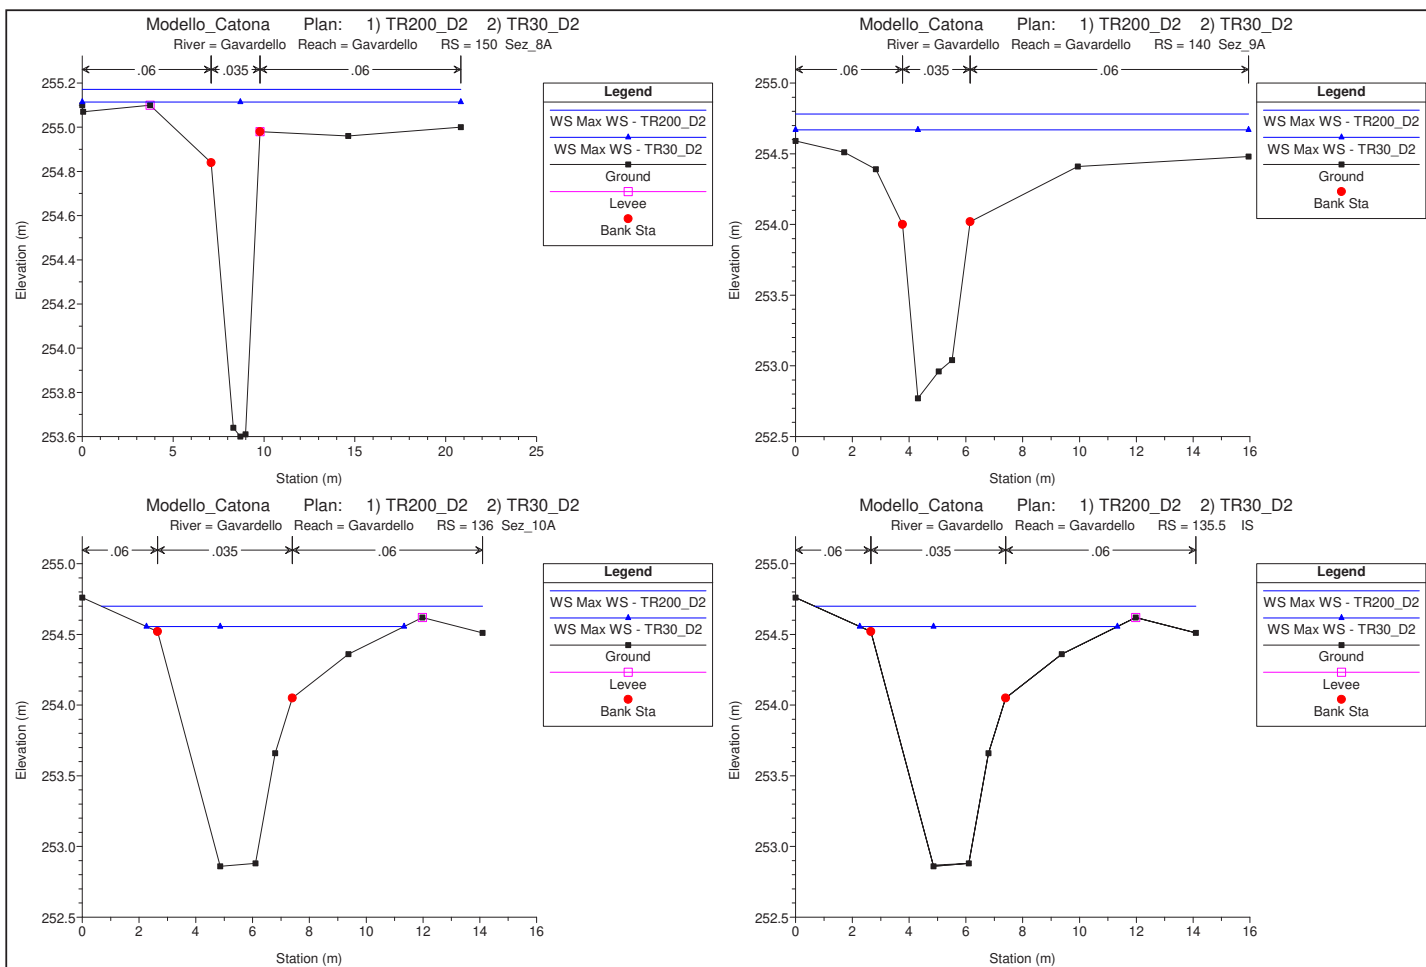 Modello_Catona Plan: 1) TR200_D2 2) TR30_D2
River = Gavardello Reach = Gavardello RS = 150 Sez_8A
.06 .035 .06
255.2
255.0
254.8
254.6
254.4
254.2
254.0
253.8
253.6
Elevation (m)
0 5 10 15 20 25
Station (m)
Legend
WS Max WS - TR200_D2
WS Max WS - TR30_D2
Ground
Levee
Bank Sta
Modello_Catona Plan: 1) TR200_D2 2) TR30_D2
River = Gavardello Reach = Gavardello RS = 140 Sez_9A
.06 .035 .06
255.0
254.5
254.0
253.5
253.0
252.5
Elevation (m)
0 2 4 6 8 10 12 14 16
Station (m)
Legend
WS Max WS - TR200_D2
WS Max WS - TR30_D2
Ground
Bank Sta
Modello_Catona Plan: 1) TR200_D2 2) TR30_D2
River = Gavardello Reach = Gavardello RS = 136 Sez_10A
.06 .035 .06
255.0
254.5
254.0
253.5
253.0
252.5
Elevation (m)
0 2 4 6 8 10 12 14 16
Station (m)
Legend
WS Max WS - TR200_D2
WS Max WS - TR30_D2
Ground
Levee
Bank Sta
Modello_Catona Plan: 1) TR200_D2 2) TR30_D2
River = Gavardello Reach = Gavardello RS = 135.5 IS
.06 .035 .06
255.0
254.5
254.0
253.5
253.0
252.5
Elevation (m)
0 2 4 6 8 10 12 14 16
Station (m)
Legend
WS Max WS - TR200_D2
WS Max WS - TR30_D2
Ground
Levee
Bank Sta